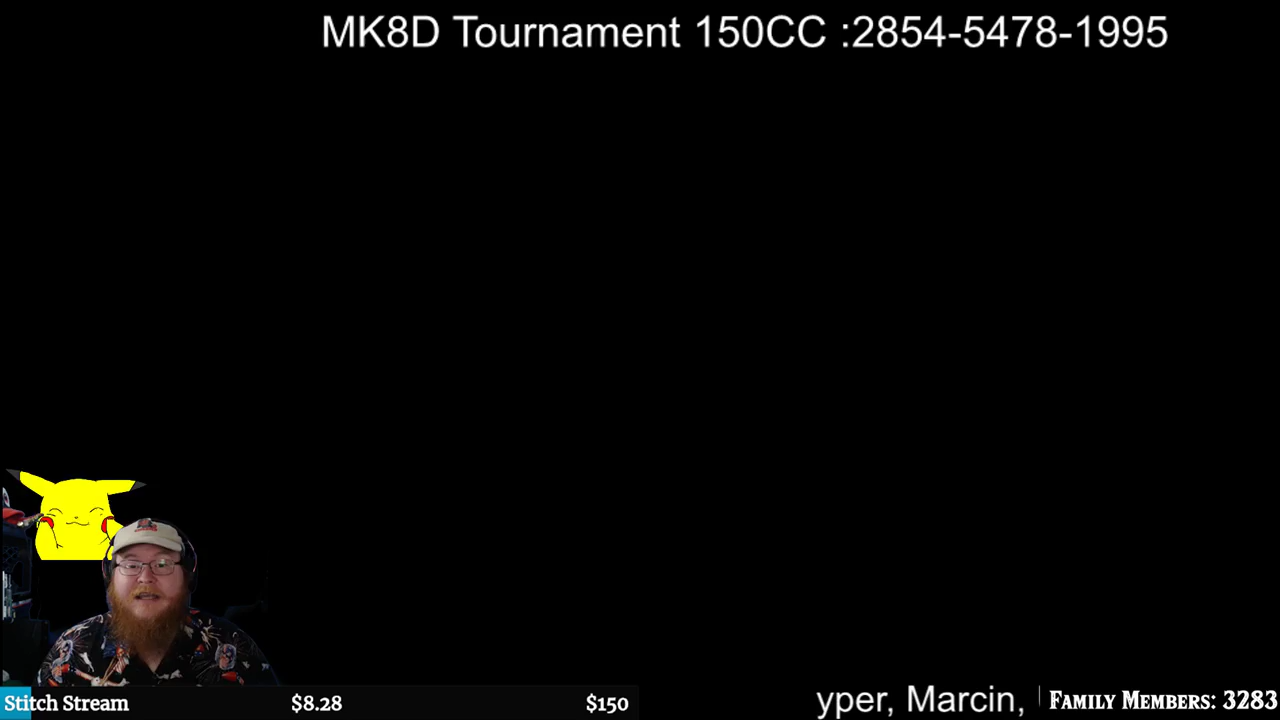 MK8D Tournament 150CC :2854-5478-1995
Stitch Stream $8.28 $150
yper, Marcin,
Family Members: 3283